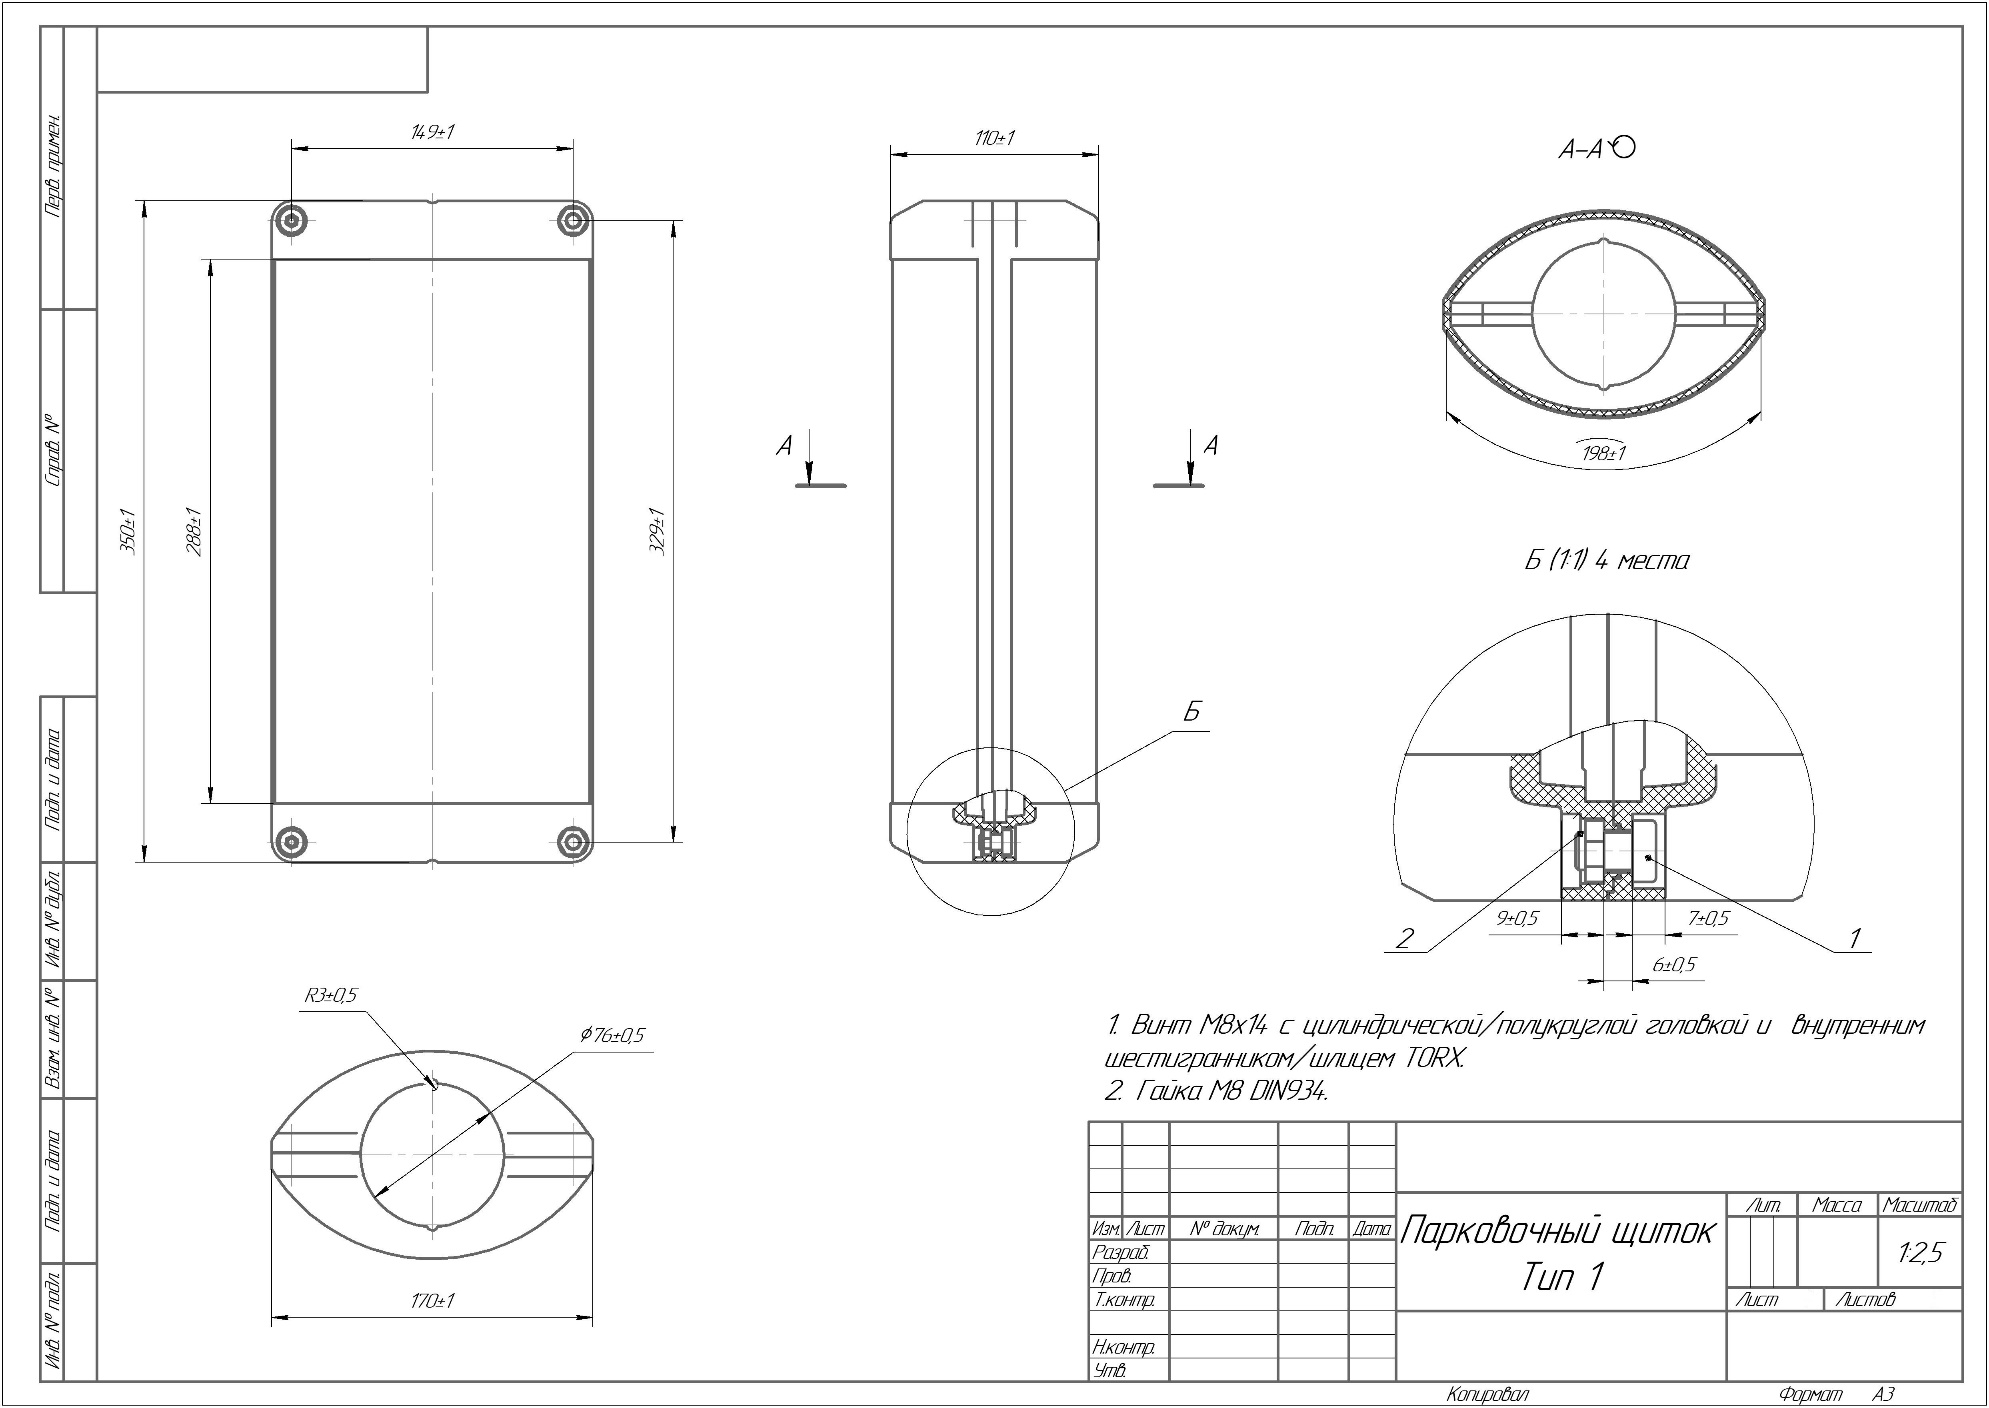 Перв. примен.
Справ. №
Подп. и дата
Инв. № дубл.
Взам. инв. №
Подп. и дата
Инв. № подл.
149±1
350±1
288±1
329±1
110±1
А
А
Б
А-А
198±1
Б (1:1) 4 места
9±0,5
7±0,5
6±0,5
2
1
R3±0,5
ϕ76±0,5
170±1
1. Винт М8х14 с цилиндрической/полукруглой головкой и внутренним
шестигранником/шлицем TORX.
2. Гайка М8 DIN934.
Изм. Лист № докум. Подп. Дата
Разраб.
Пров.
Т.контр.
Н.контр.
Утв.
Парковочный щиток
Тип 1
Лит. Масса Масштаб
1:2,5
Лист Листов
Копировал Формат А3